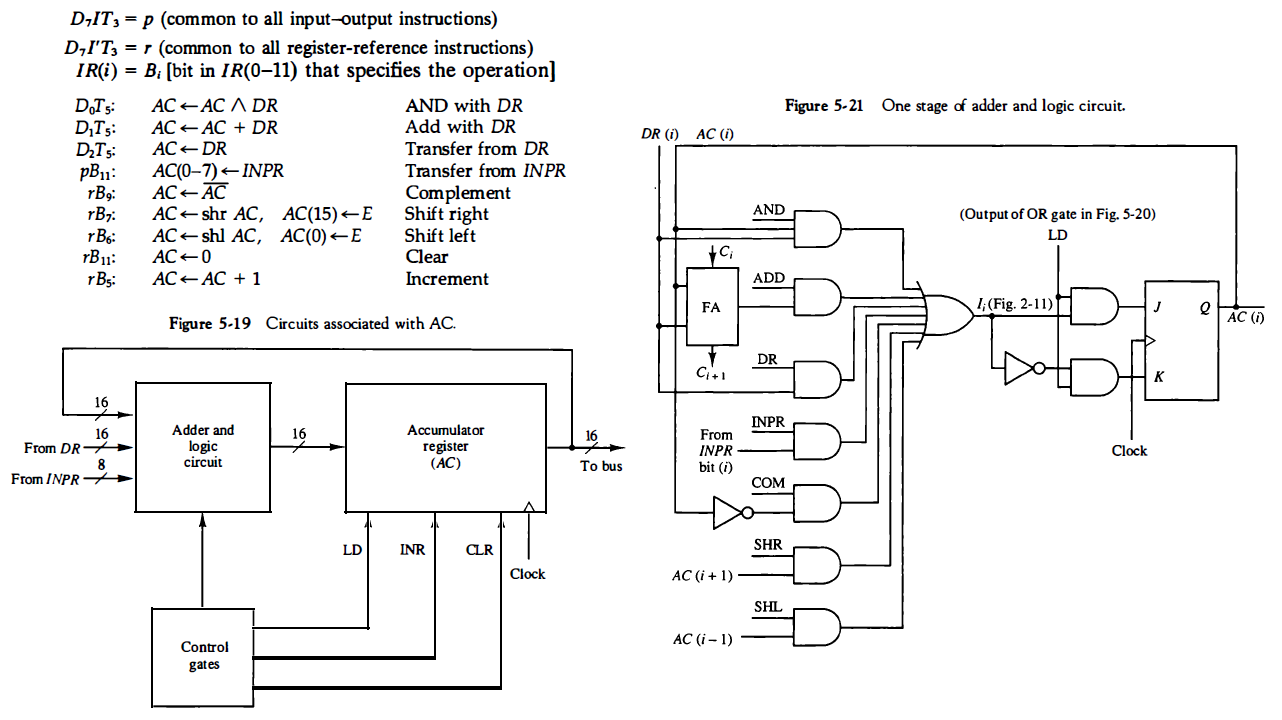 D₇IT₃ = p (common to all input–output instructions)
D₇I'T₃ = r (common to all register-reference instructions)
IR(i) = Bᵢ [bit in IR(0–11) that specifies the operation]
D₀T₅: AC ← AC ∧ DR AND with DR
D₁T₅: AC ← AC + DR Add with DR
D₂T₅: AC ← DR Transfer from DR
pB₁₁: AC(0–7) ← INPR Transfer from INPR
rB₉: AC ← A̅C̅ Complement
rB₇: AC ← shr AC, AC(15) ← E Shift right
rB₆: AC ← shl AC, AC(0) ← E Shift left
rB₁₁: AC ← 0 Clear
rB₅: AC ← AC + 1 Increment
Figure 5-19 Circuits associated with AC.
16
From DR
16
From INPR
8
Adder and
logic
circuit
16
Accumulator
register
(AC)
16
To bus
LD
INR
CLR
Clock
Control
gates
Figure 5-21 One stage of adder and logic circuit.
DR (i) AC (i)
AND
Cᵢ
ADD
FA
Cᵢ₊₁
DR
INPR
From
INPR
bit (i)
COM
SHR
AC (i + 1)
SHL
AC (i – 1)
(Output of OR gate in Fig. 5-20)
LD
Iᵢ (Fig. 2-11)
J
Q
AC (i)
K
Clock